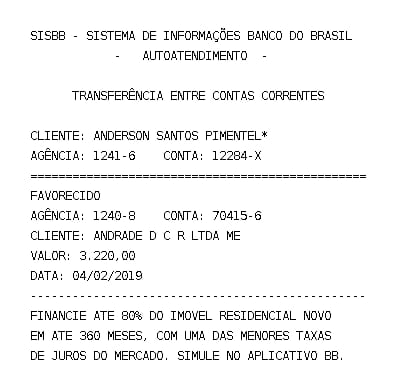 SISBB - SISTEMA DE INFORMAÇÕES BANCO DO BRASIL
- AUTOATENDIMENTO -
TRANSFERÊNCIA ENTRE CONTAS CORRENTES
CLIENTE: ANDERSON SANTOS PIMENTEL*
AGÊNCIA: 1241-6 CONTA: 12284-X
================================================
FAVORECIDO
AGÊNCIA: 1240-8 CONTA: 70415-6
CLIENTE: ANDRADE D C R LTDA ME
VALOR: 3.220,00
DATA: 04/02/2019
------------------------------------------------
FINANCIE ATE 80% DO IMOVEL RESIDENCIAL NOVO
EM ATE 360 MESES, COM UMA DAS MENORES TAXAS
DE JUROS DO MERCADO. SIMULE NO APLICATIVO BB.